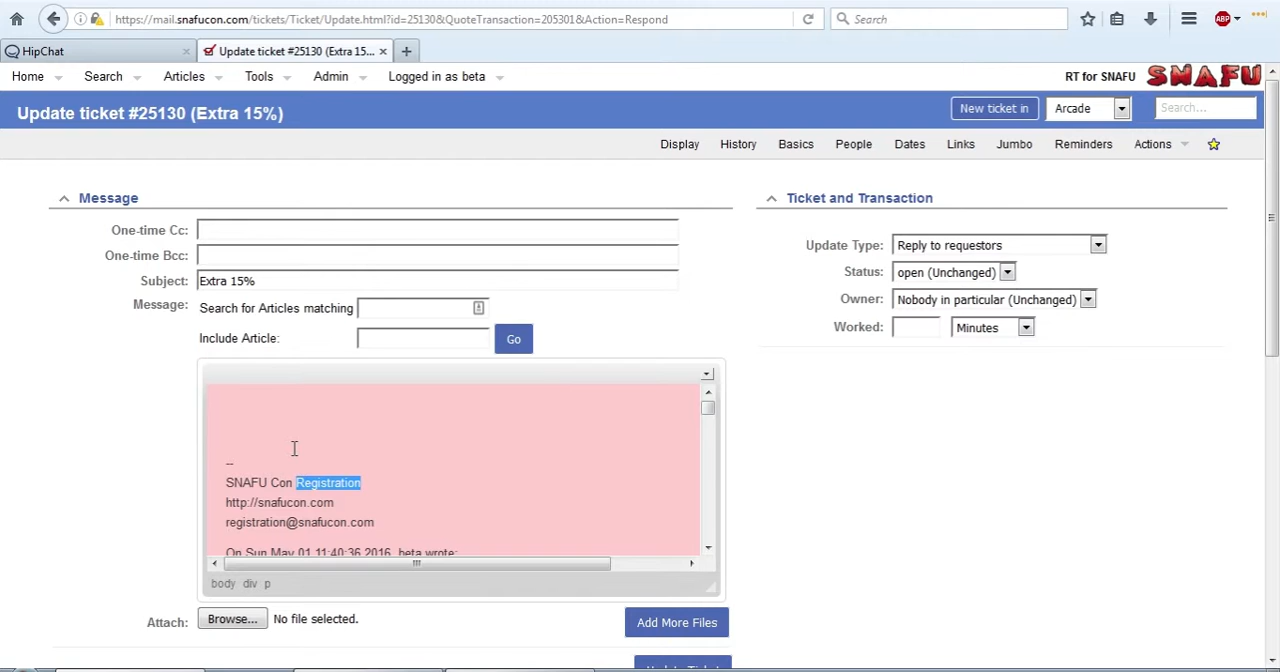 https://mail.snafucon.com/tickets/Ticket/Update.html?id=25130&QuoteTransaction=205301&Action=Respond
Search
ABP
HipChat
Update ticket #25130 (Extra 15...
Home Search Articles Tools Admin Logged in as beta
RT for SNAFU SNAFU
Update ticket #25130 (Extra 15%)
New ticket in Arcade Search...
Display History Basics People Dates Links Jumbo Reminders Actions
Message
One-time Cc:
One-time Bcc:
Subject: Extra 15%
Message: Search for Articles matching
Include Article: Go
--
SNAFU Con Registration
http://snafucon.com
registration@snafucon.com
On Sun May 01 11:40:36 2016, beta wrote:
body div p
Attach: Browse... No file selected. Add More Files
Update Ticket
Ticket and Transaction
Update Type: Reply to requestors
Status: open (Unchanged)
Owner: Nobody in particular (Unchanged)
Worked: Minutes